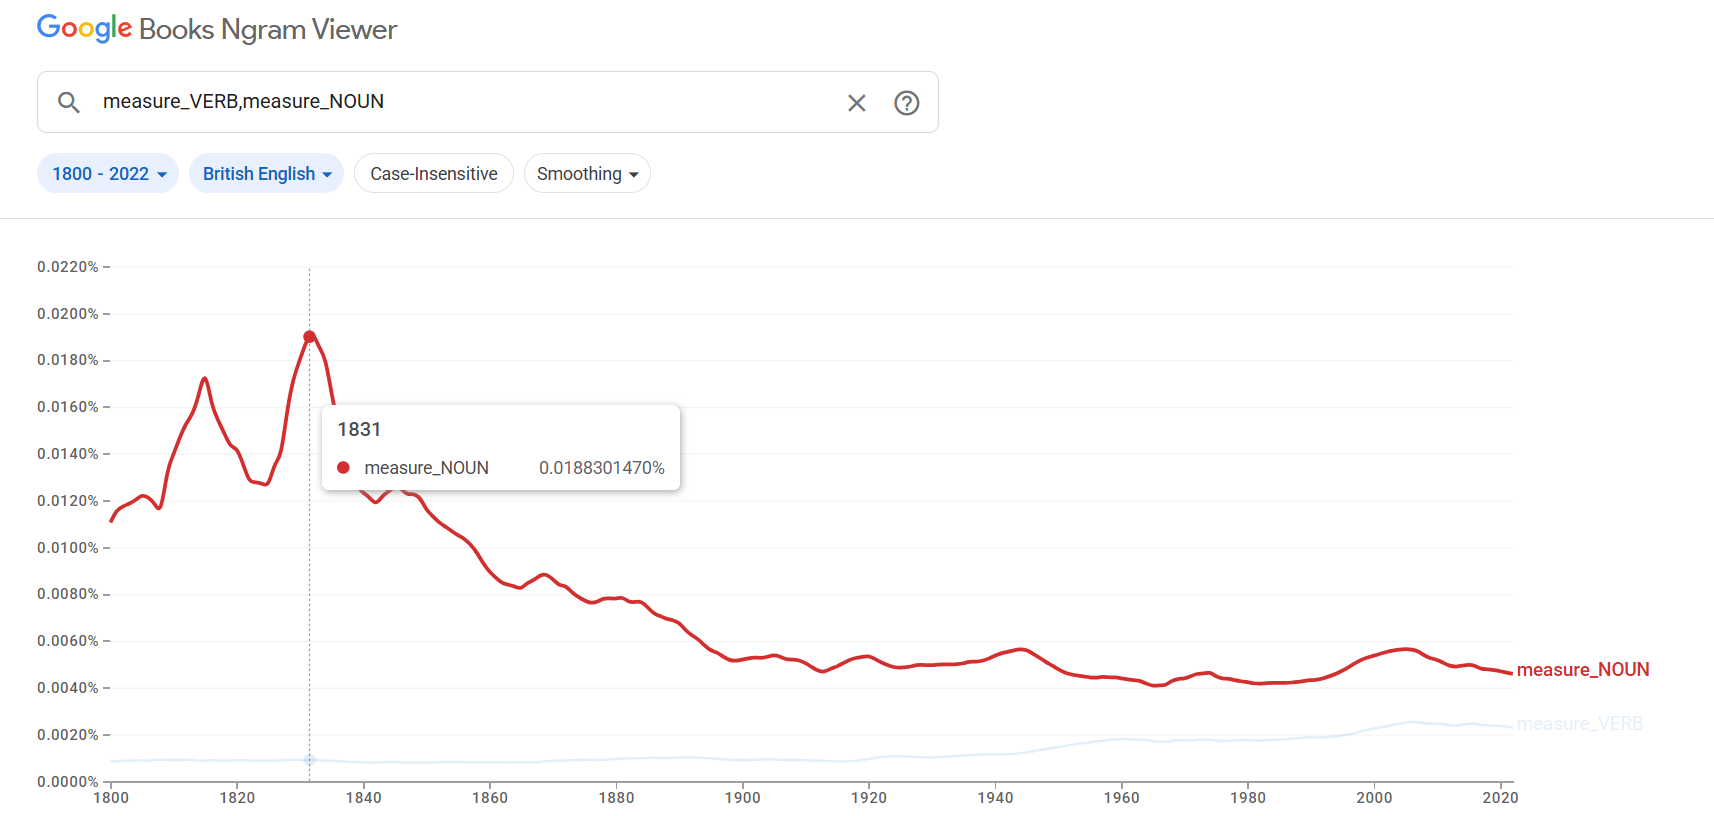 Google Books Ngram Viewer
measure_VERB,measure_NOUN
1800 - 2022
British English
Case-Insensitive
Smoothing
0.0220%
0.0200%
0.0180%
0.0160%
0.0140%
0.0120%
0.0100%
0.0080%
0.0060%
0.0040%
0.0020%
0.0000%
1831
measure_NOUN 0.0188301470%
measure_NOUN
measure_VERB
1800 1820 1840 1860 1880 1900 1920 1940 1960 1980 2000 2020